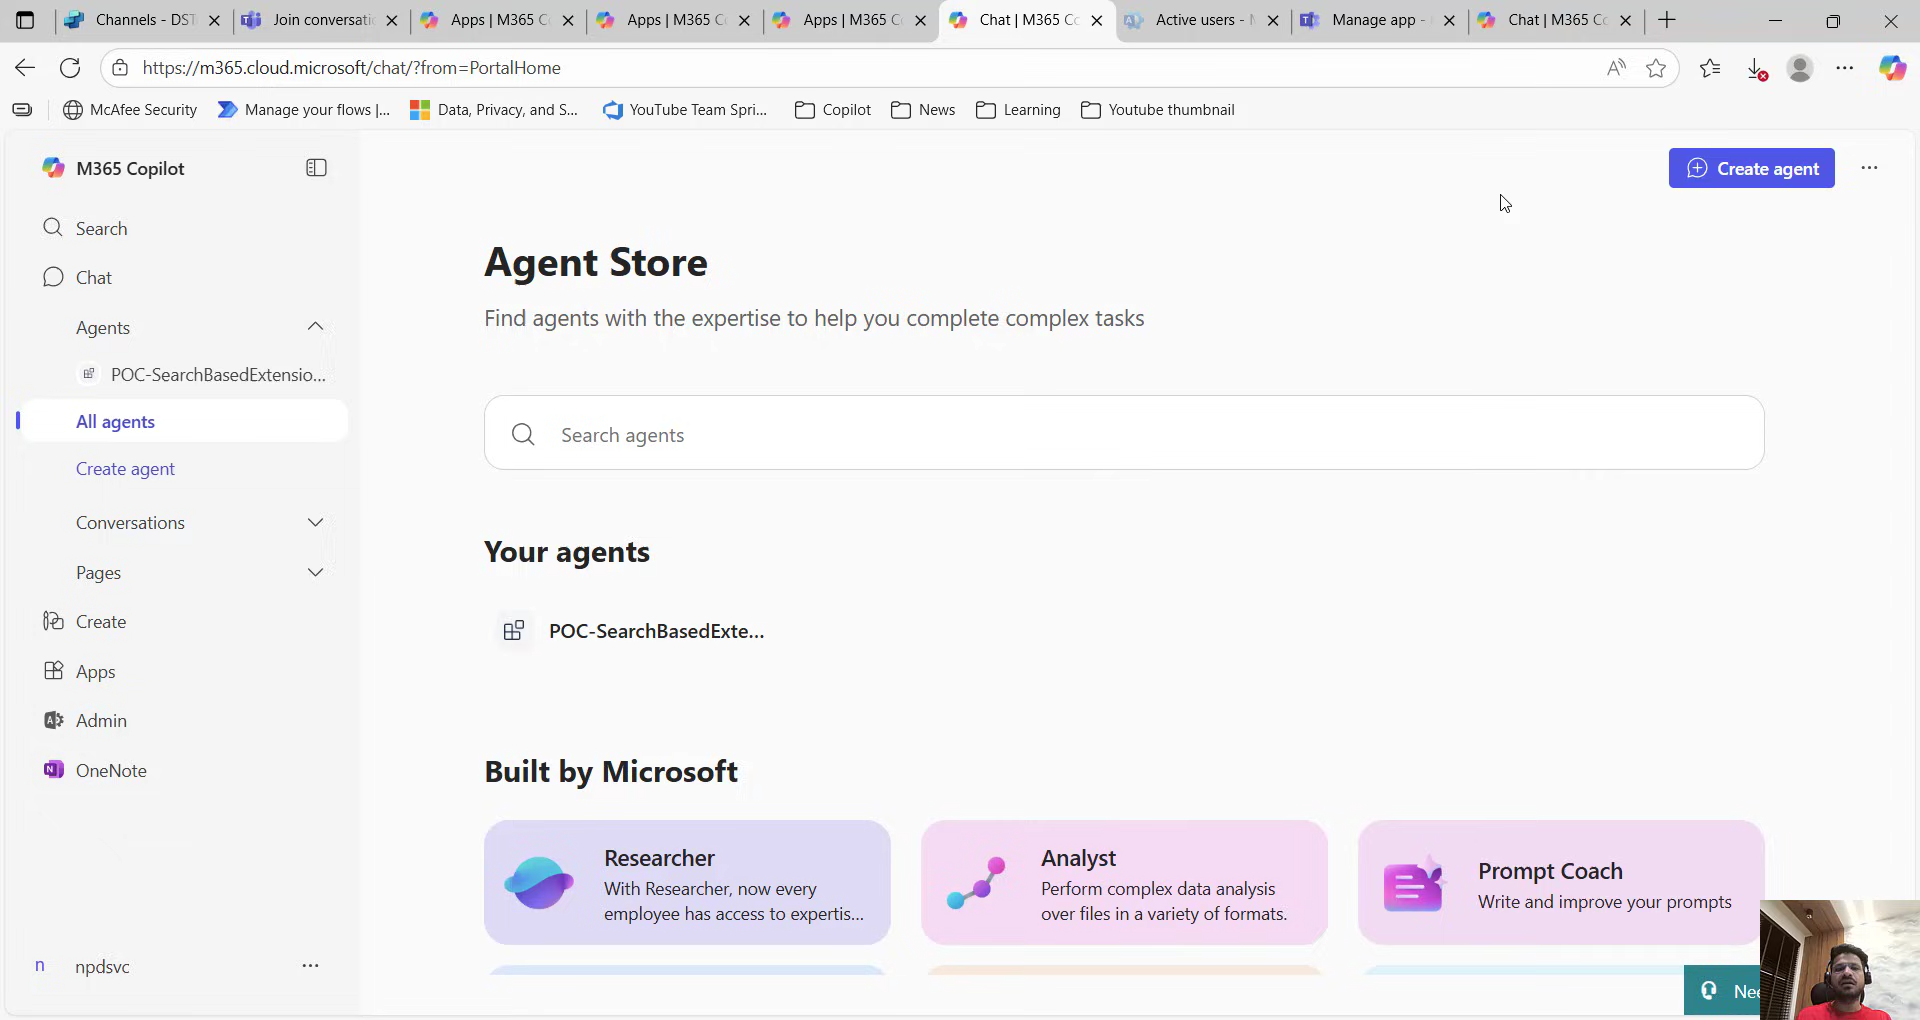 Channels - DST
Join conversatic
Apps | M365 C
Apps | M365 C
Apps | M365 C
Chat | M365 Cc
Active users - M
Manage app -
Chat | M365 Cc
https://m365.cloud.microsoft/chat/?from=PortalHome
McAfee Security
Manage your flows |...
Data, Privacy, and S...
YouTube Team Spri...
Copilot
News
Learning
Youtube thumbnail
M365 Copilot
Create agent
Search
Chat
Agents
POC-SearchBasedExtensio...
All agents
Create agent
Conversations
Pages
Create
Apps
Admin
OneNote
n npdsvc
Agent Store
Find agents with the expertise to help you complete complex tasks
Search agents
Your agents
POC-SearchBasedExte...
Built by Microsoft
Researcher
With Researcher, now every
employee has access to expertis...
Analyst
Perform complex data analysis
over files in a variety of formats.
Prompt Coach
Write and improve your prompts
Nee